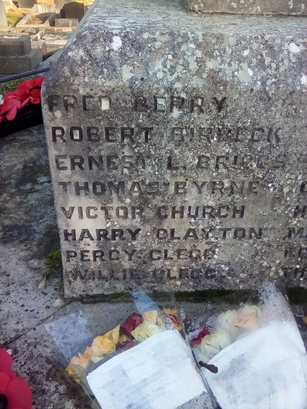 FRED BERRY
ROBERT BIRBECK
ERNEST L. BRIGGS
THOMAS BYRNE
VICTOR CHURCH H
HARRY CLAYTON M
PERCY CLEGG
WILLIE CLEGG